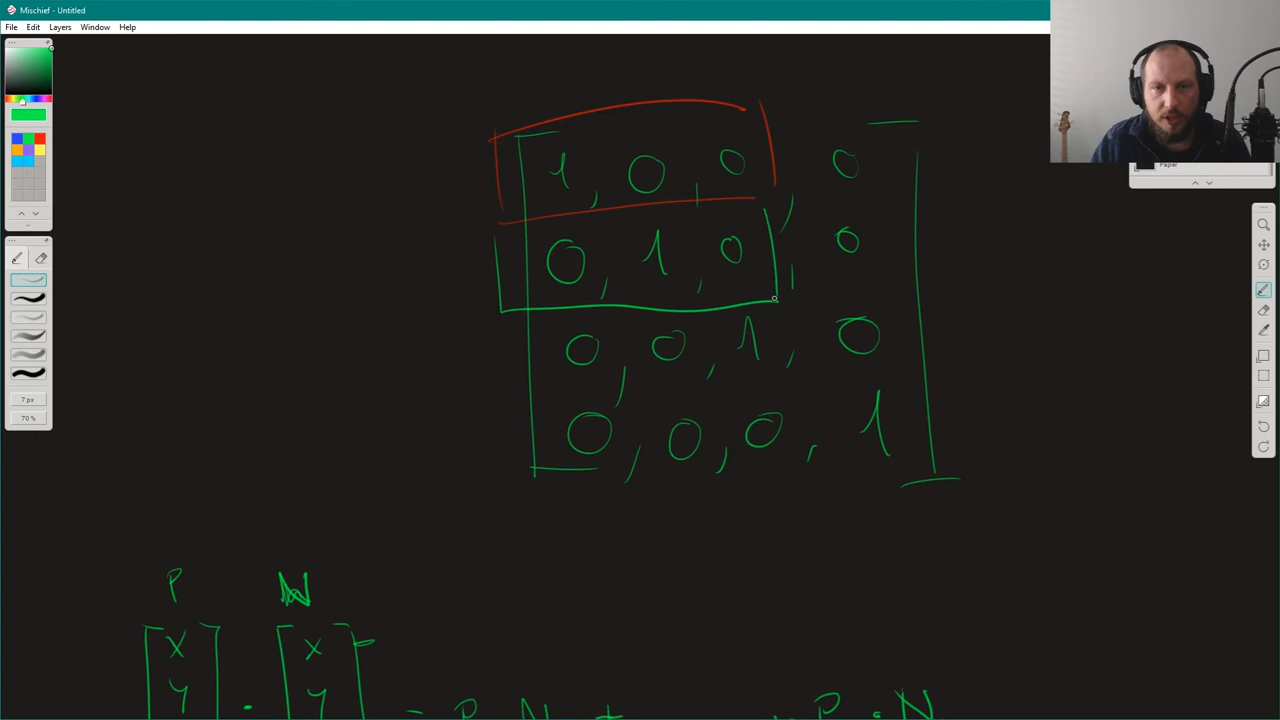 Mischief - Untitled
File Edit Layers Window Help
Paper
1, 0, 0, 0
0, 1, 0, 0
0, 0, 1, 0
0, 0, 0, 1
7 px
70 %
P N
x x
y y
P N + P . N